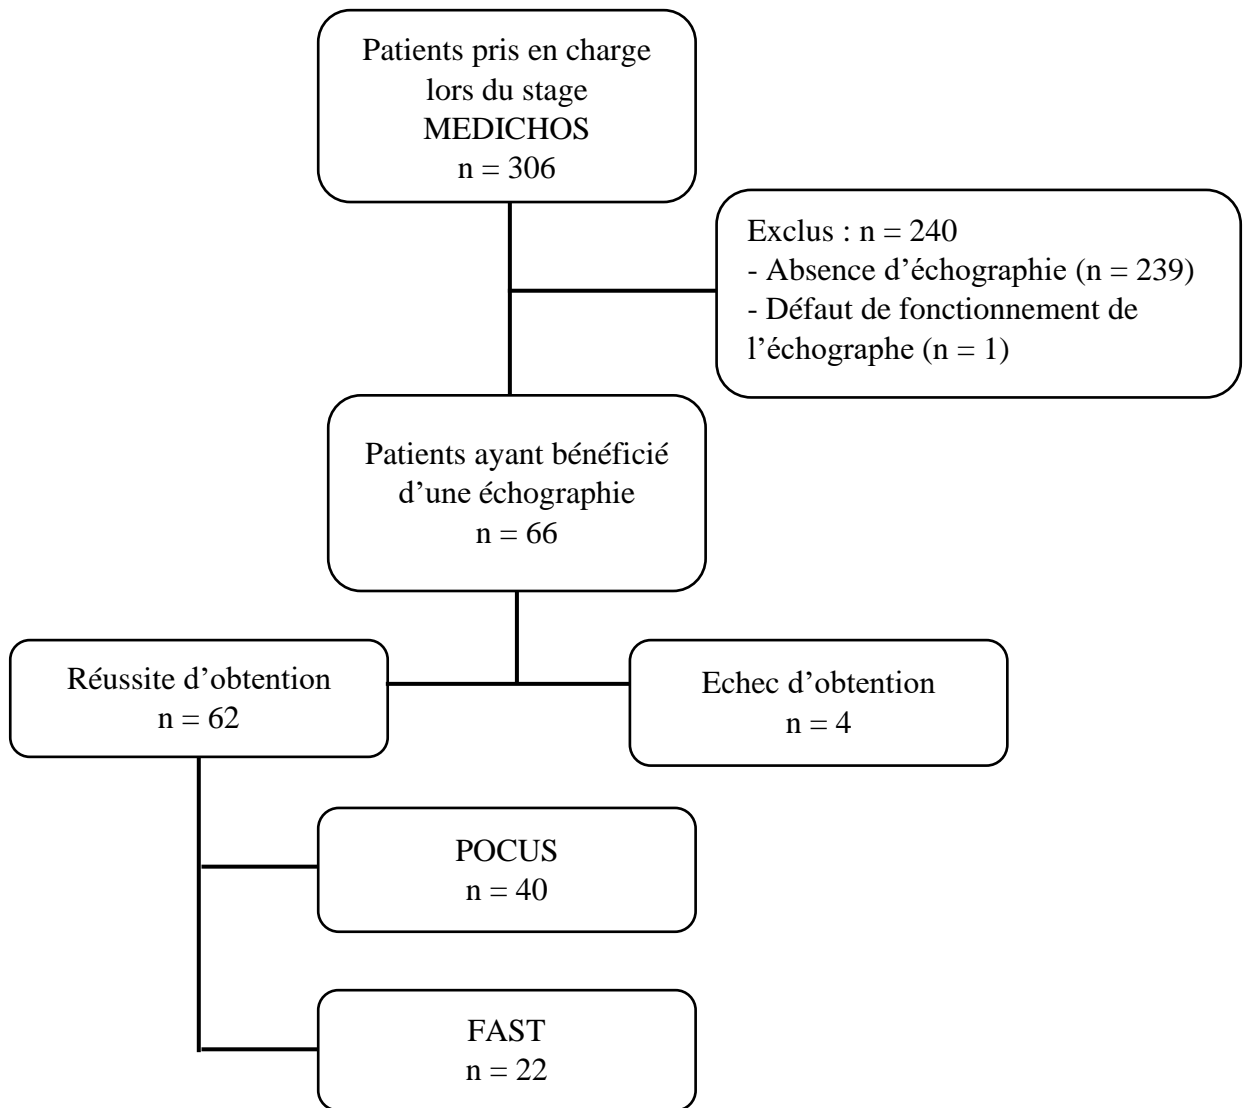 Patients pris en charge
lors du stage
MEDICHOS
n = 306
Exclus : n = 240
- Absence d’échographie (n = 239)
- Défaut de fonctionnement de
l’échographe (n = 1)
Patients ayant bénéficié
d’une échographie
n = 66
Réussite d’obtention
n = 62
Echec d’obtention
n = 4
POCUS
n = 40
FAST
n = 22